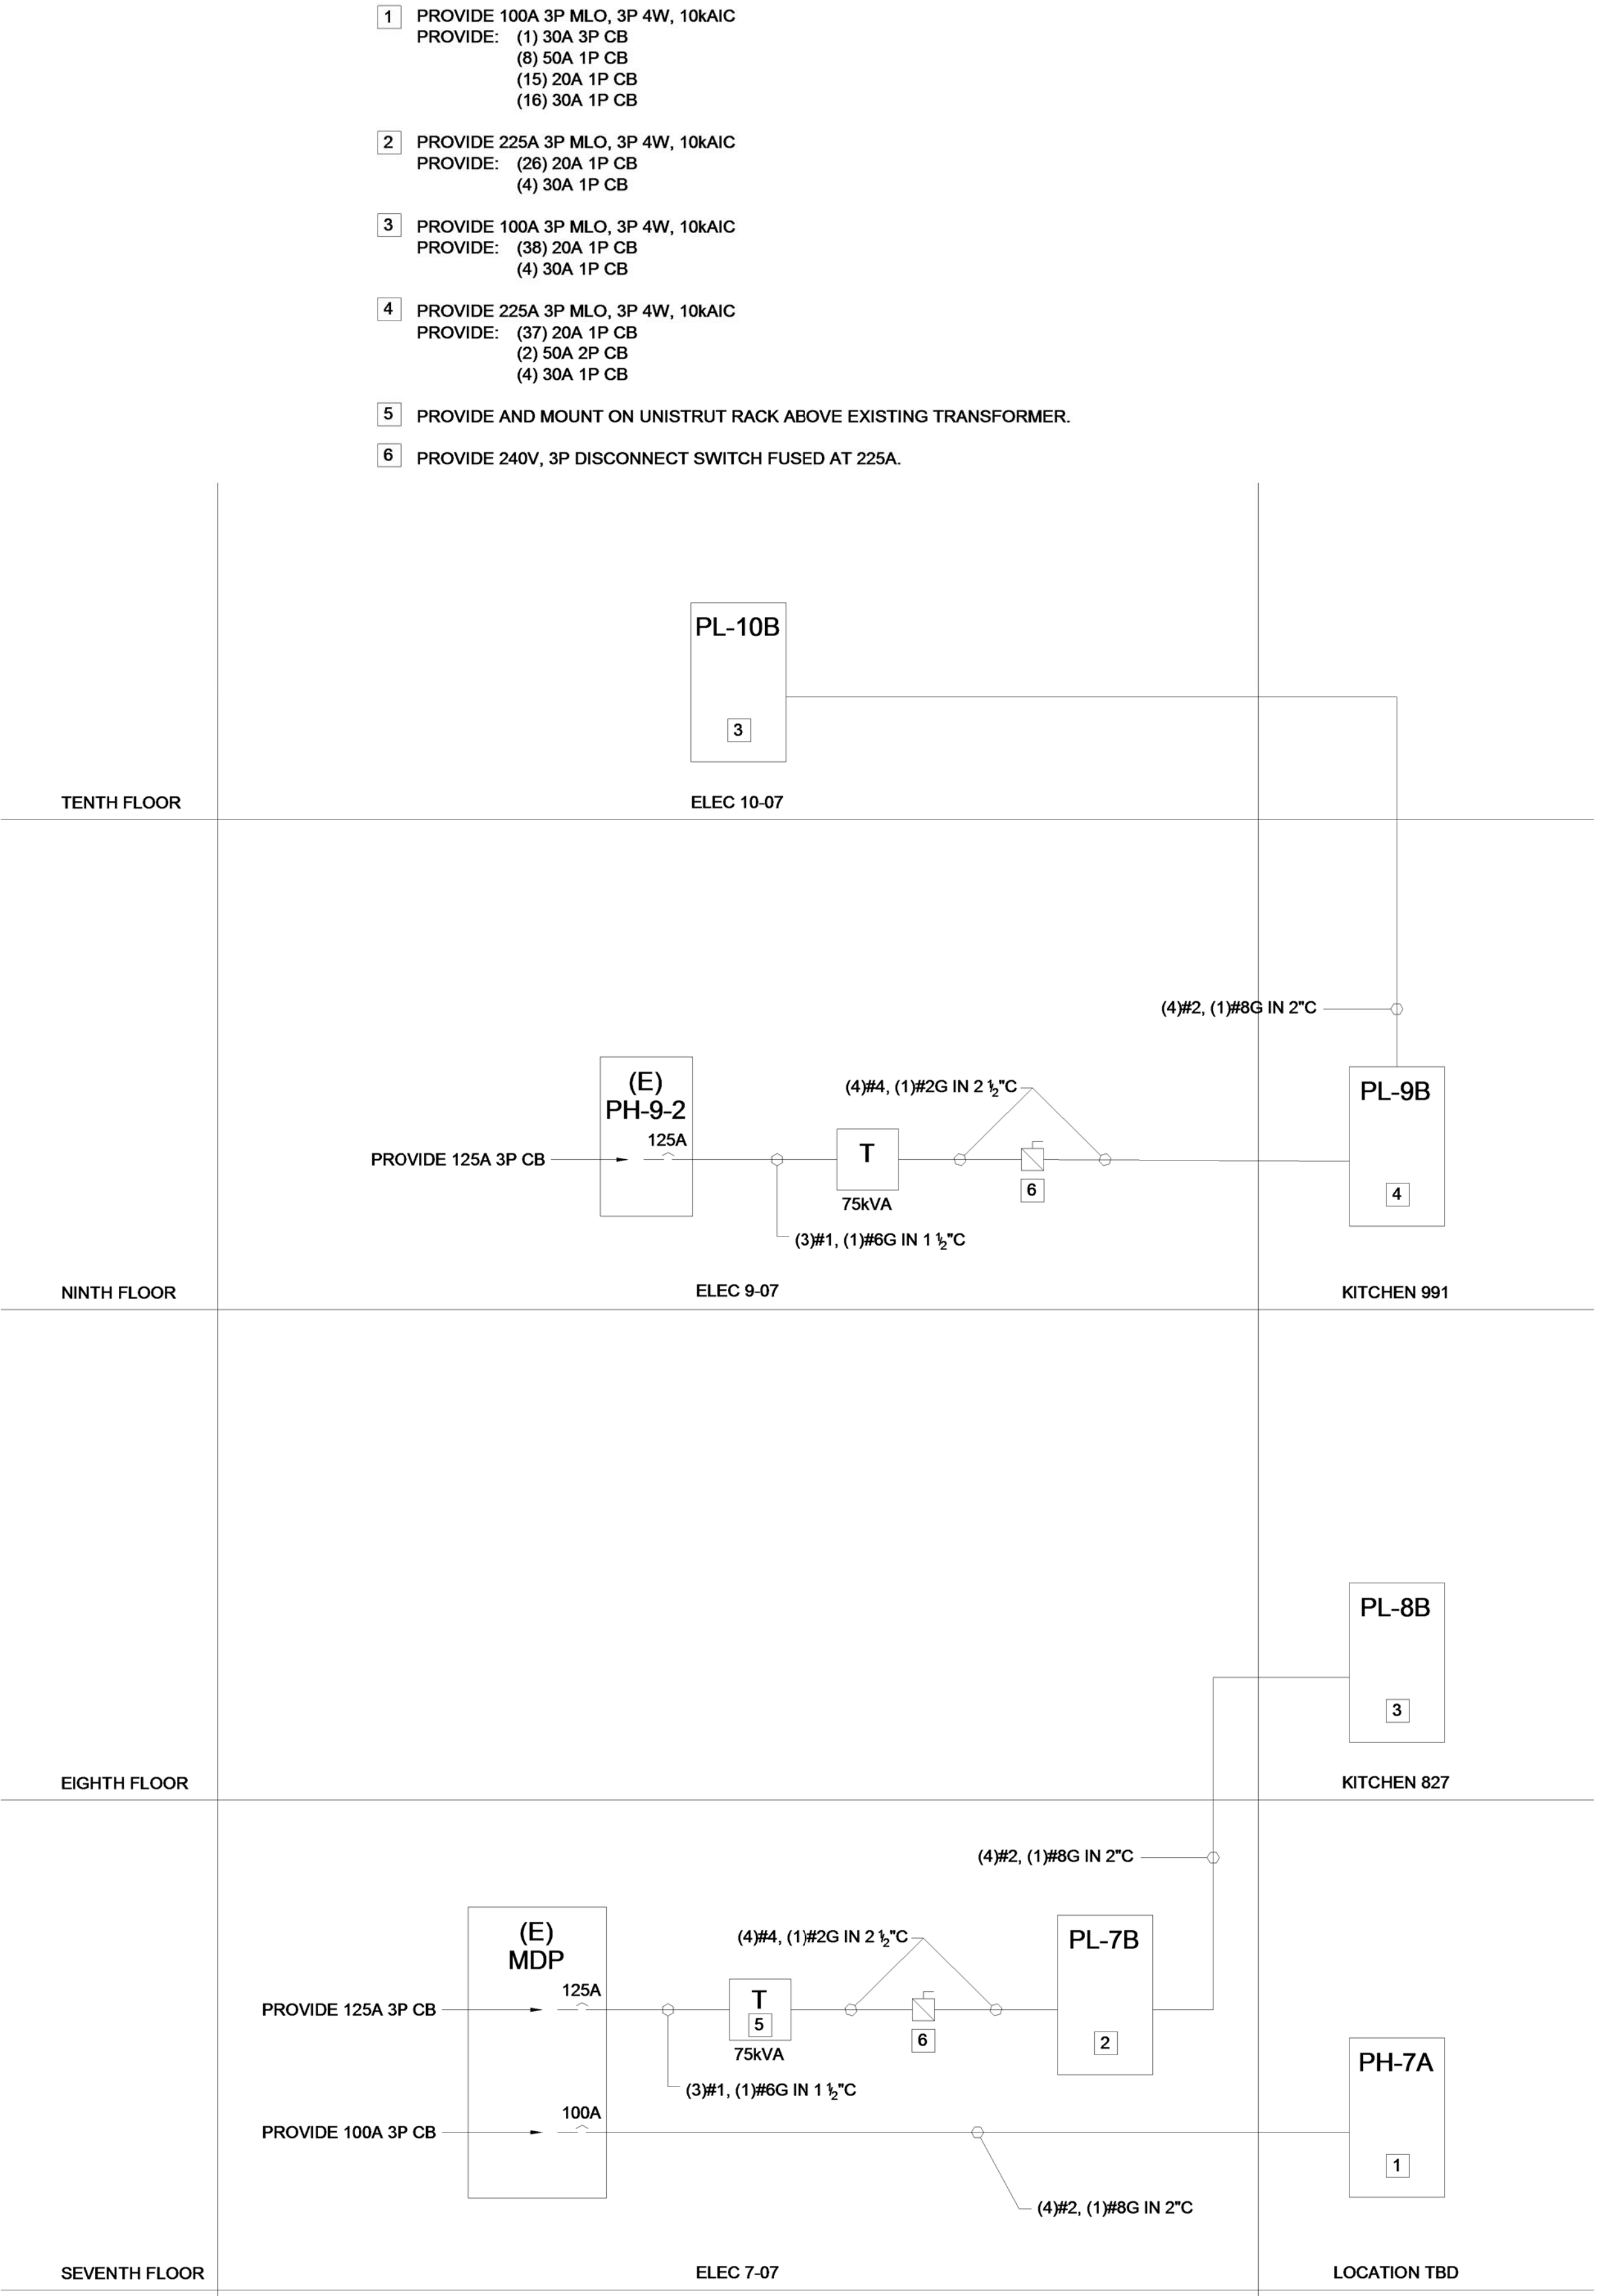 1 PROVIDE 100A 3P MLO, 3P 4W, 10kAIC
PROVIDE: (1) 30A 3P CB
(8) 50A 1P CB
(15) 20A 1P CB
(16) 30A 1P CB
2 PROVIDE 225A 3P MLO, 3P 4W, 10kAIC
PROVIDE: (26) 20A 1P CB
(4) 30A 1P CB
3 PROVIDE 100A 3P MLO, 3P 4W, 10kAIC
PROVIDE: (38) 20A 1P CB
(4) 30A 1P CB
4 PROVIDE 225A 3P MLO, 3P 4W, 10kAIC
PROVIDE: (37) 20A 1P CB
(2) 50A 2P CB
(4) 30A 1P CB
5 PROVIDE AND MOUNT ON UNISTRUT RACK ABOVE EXISTING TRANSFORMER.
6 PROVIDE 240V, 3P DISCONNECT SWITCH FUSED AT 225A.
PL-10B
3
TENTH FLOOR
ELEC 10-07
(4)#2, (1)#8G IN 2"C
(E)
PH-9-2
125A
PROVIDE 125A 3P CB
(4)#4, (1)#2G IN 2 ½"C
T
75kVA
6
(3)#1, (1)#6G IN 1 ½"C
PL-9B
4
NINTH FLOOR
ELEC 9-07
KITCHEN 991
PL-8B
3
EIGHTH FLOOR
KITCHEN 827
(4)#2, (1)#8G IN 2"C
(E)
MDP
125A
PROVIDE 125A 3P CB
(4)#4, (1)#2G IN 2 ½"C
T
5
75kVA
6
(3)#1, (1)#6G IN 1 ½"C
PL-7B
2
100A
PROVIDE 100A 3P CB
(4)#2, (1)#8G IN 2"C
PH-7A
1
SEVENTH FLOOR
ELEC 7-07
LOCATION TBD